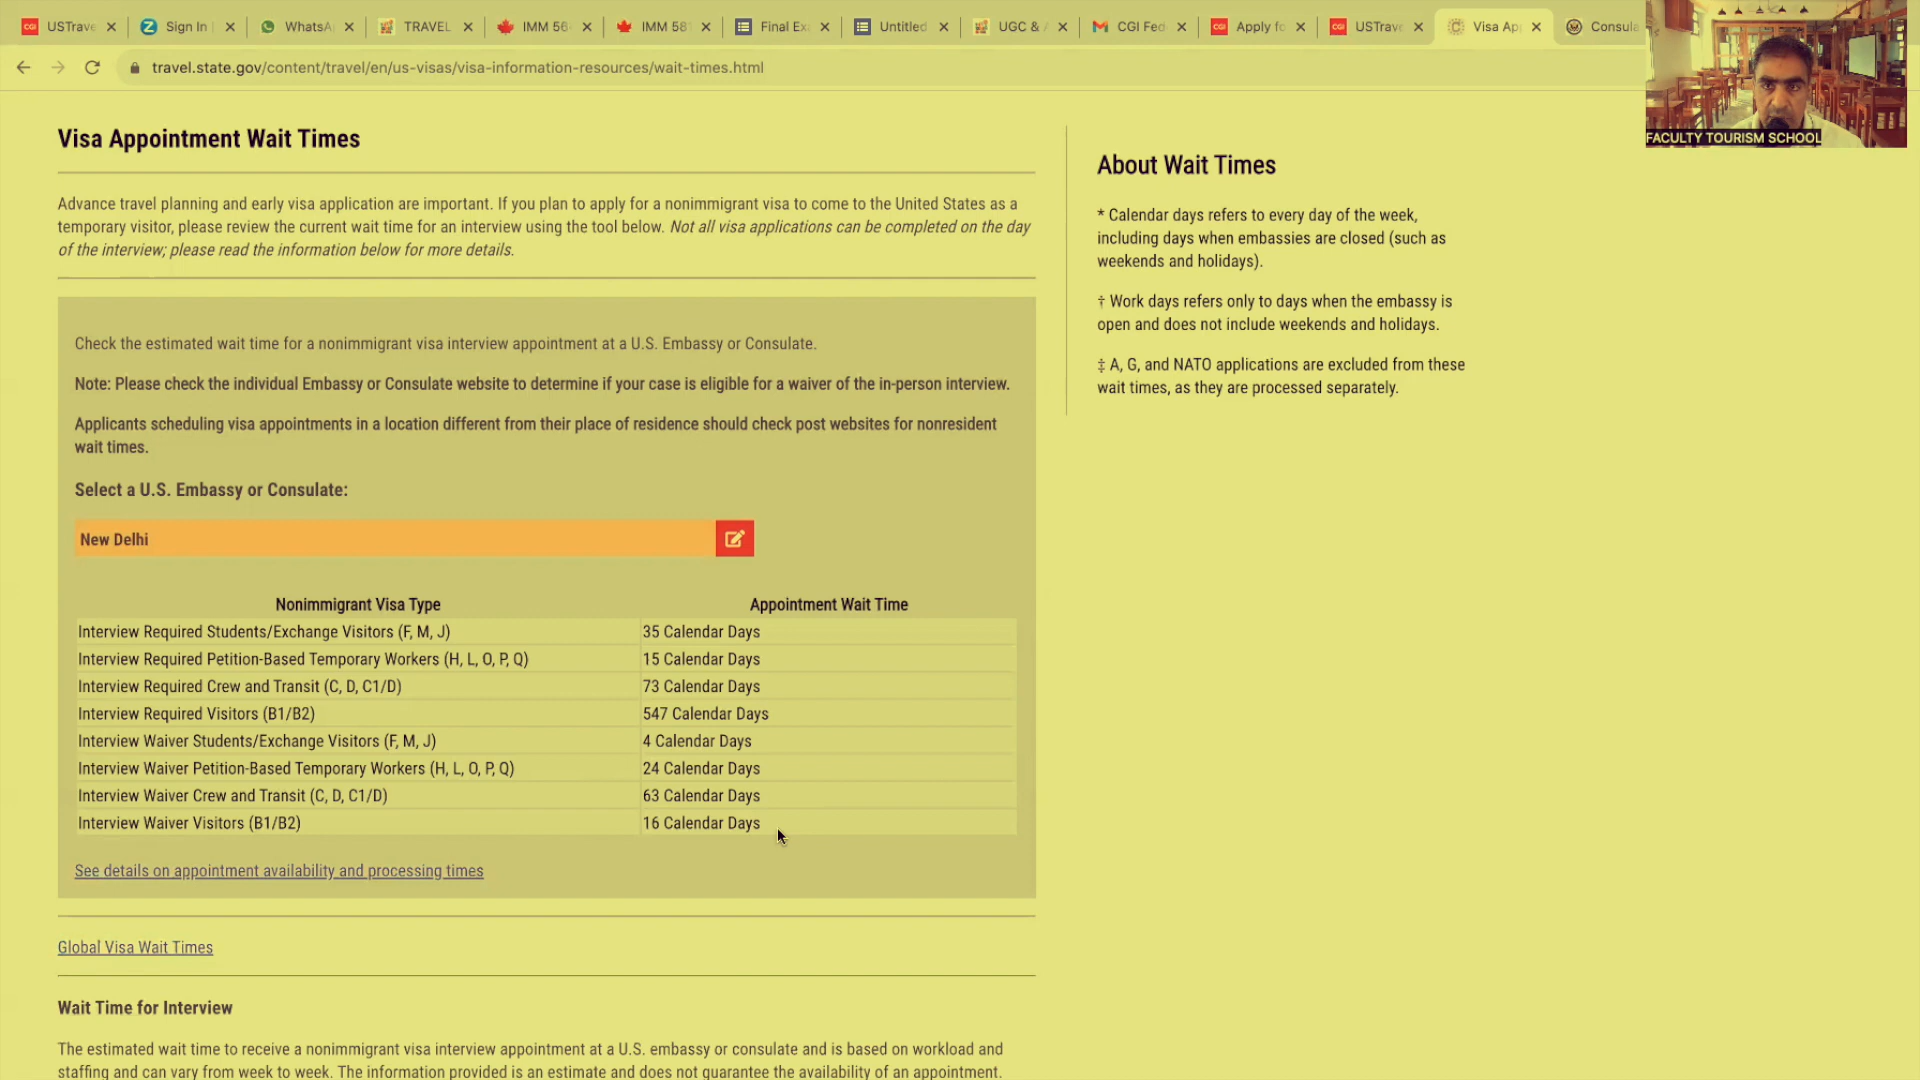 USTrave
Sign In
WhatsA
TRAVEL
IMM 56
IMM 581
Final Ex
Untitled
UGC &
CGI Fed
Apply fo
USTrave
Visa Ap
Consula
travel.state.gov/content/travel/en/us-visas/visa-information-resources/wait-times.html
FACULTY TOURISM SCHOOL
Visa Appointment Wait Times
Advance travel planning and early visa application are important. If you plan to apply for a nonimmigrant visa to come to the United States as a
temporary visitor, please review the current wait time for an interview using the tool below. Not all visa applications can be completed on the day
of the interview; please read the information below for more details.
Check the estimated wait time for a nonimmigrant visa interview appointment at a U.S. Embassy or Consulate.
Note: Please check the individual Embassy or Consulate website to determine if your case is eligible for a waiver of the in-person interview.
Applicants scheduling visa appointments in a location different from their place of residence should check post websites for nonresident
wait times.
Select a U.S. Embassy or Consulate:
New Delhi
Nonimmigrant Visa Type Appointment Wait Time
Interview Required Students/Exchange Visitors (F, M, J) 35 Calendar Days
Interview Required Petition-Based Temporary Workers (H, L, O, P, Q) 15 Calendar Days
Interview Required Crew and Transit (C, D, C1/D) 73 Calendar Days
Interview Required Visitors (B1/B2) 547 Calendar Days
Interview Waiver Students/Exchange Visitors (F, M, J) 4 Calendar Days
Interview Waiver Petition-Based Temporary Workers (H, L, O, P, Q) 24 Calendar Days
Interview Waiver Crew and Transit (C, D, C1/D) 63 Calendar Days
Interview Waiver Visitors (B1/B2) 16 Calendar Days
See details on appointment availability and processing times
Global Visa Wait Times
Wait Time for Interview
The estimated wait time to receive a nonimmigrant visa interview appointment at a U.S. embassy or consulate and is based on workload and
staffing and can vary from week to week. The information provided is an estimate and does not guarantee the availability of an appointment.
About Wait Times
* Calendar days refers to every day of the week,
including days when embassies are closed (such as
weekends and holidays).
† Work days refers only to days when the embassy is
open and does not include weekends and holidays.
‡ A, G, and NATO applications are excluded from these
wait times, as they are processed separately.